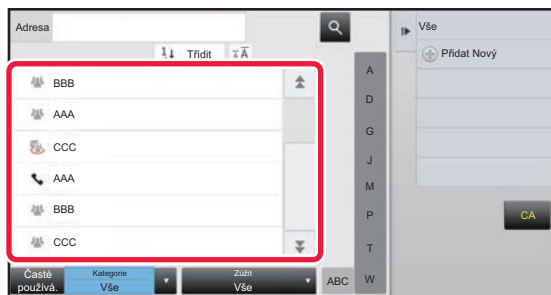 Adresa
Třídit
BBB
AAA
CCC
AAA
BBB
CCC
A
D
G
J
M
P
T
W
ABC
Časté
používá.
Kategorie
Vše
Zúžit
Vše
Vše
Přidat Nový
CA